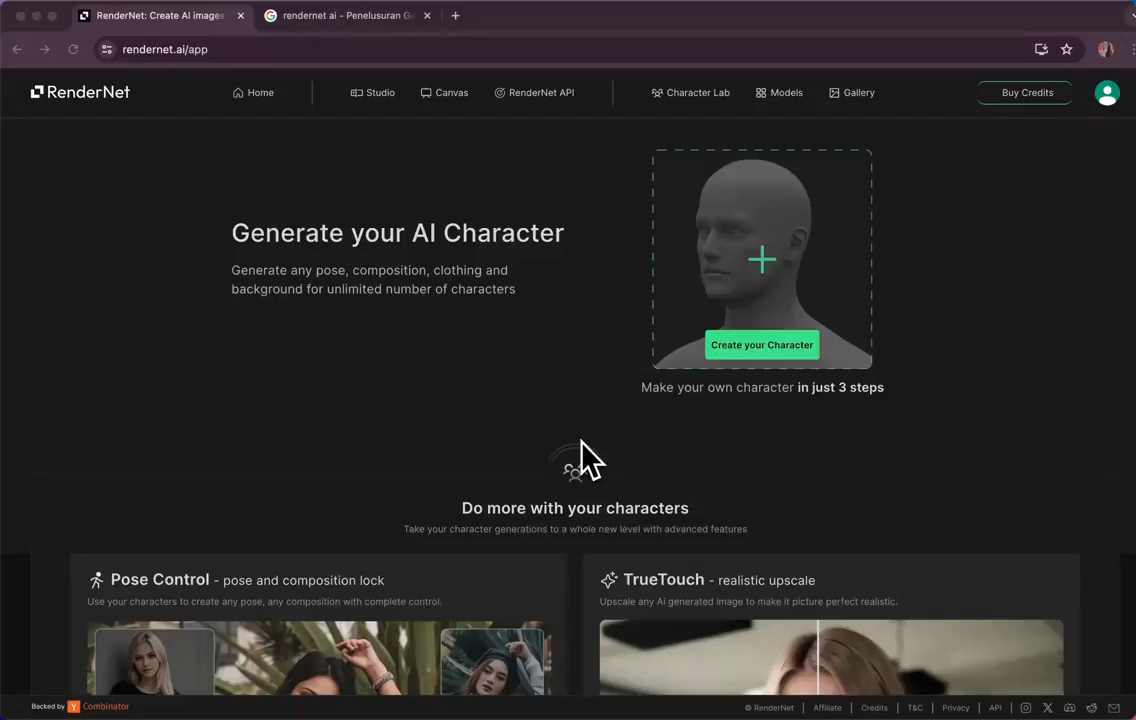 RenderNet: Create AI images
rendernet ai - Penelusuran Go
rendernet.ai/app
RenderNet
Home
Studio
Canvas
RenderNet API
Character Lab
Models
Gallery
Buy Credits
Generate your AI Character
Generate any pose, composition, clothing and
background for unlimited number of characters
Create your Character
Make your own character in just 3 steps
Do more with your characters
Take your character generations to a whole new level with advanced features
Pose Control - pose and composition lock
Use your characters to create any pose, any composition with complete control.
TrueTouch - realistic upscale
Upscale any Ai generated image to make it picture perfect realistic.
Backed by Y Combinator
© RenderNet
Affiliate
Credits
T&C
Privacy
API